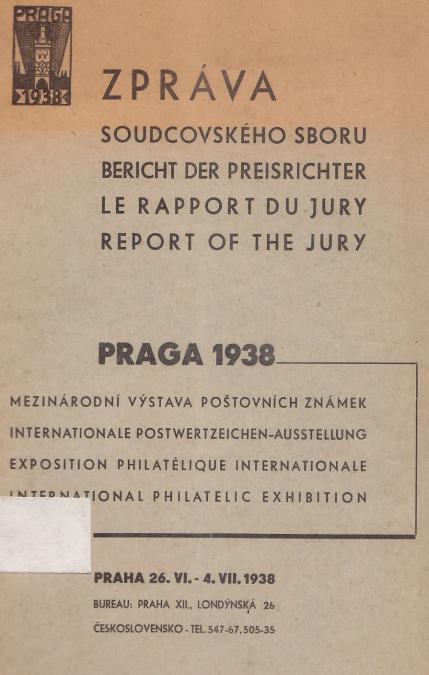 PRAGA
1938
ZPRÁVA
SOUDCOVSKÉHO SBORU
BERICHT DER PREISRICHTER
LE RAPPORT DU JURY
REPORT OF THE JURY
PRAGA 1938
MEZINÁRODNÍ VÝSTAVA POŠTOVNÍCH ZNÁMEK
INTERNATIONALE POSTWERTZEICHEN-AUSSTELLUNG
EXPOSITION PHILATÉLIQUE INTERNATIONALE
INTERNATIONAL PHILATELIC EXHIBITION
PRAHA 26. VI. - 4. VII. 1938
BUREAU: PRAHA XII., LONDÝNSKÁ 26
ČESKOSLOVENSKO - TEL. 547-67, 505-35